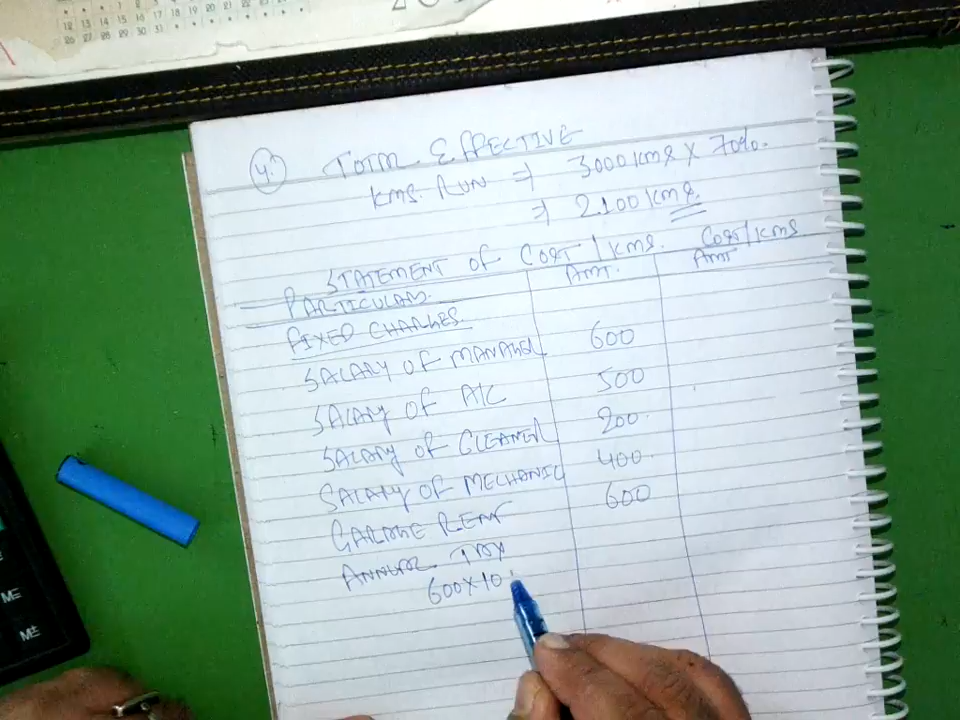 4.
TOTAL EFFECTIVE
KMS. RUN ⇒ 3000 KMS X 70%.
⇒ 2100 KMS.
STATEMENT OF COST / KMS.
PARTICULARS. AMT. COST / KMS AMT
FIXED CHARGES.
SALARY OF MANAGER 600
SALARY OF A/C 500
SALARY OF CLEANER 200.
SALARY OF MECHANIC 400.
GARAGE RENT 600
ANNUAL TAX
600 X 10
M-
M±